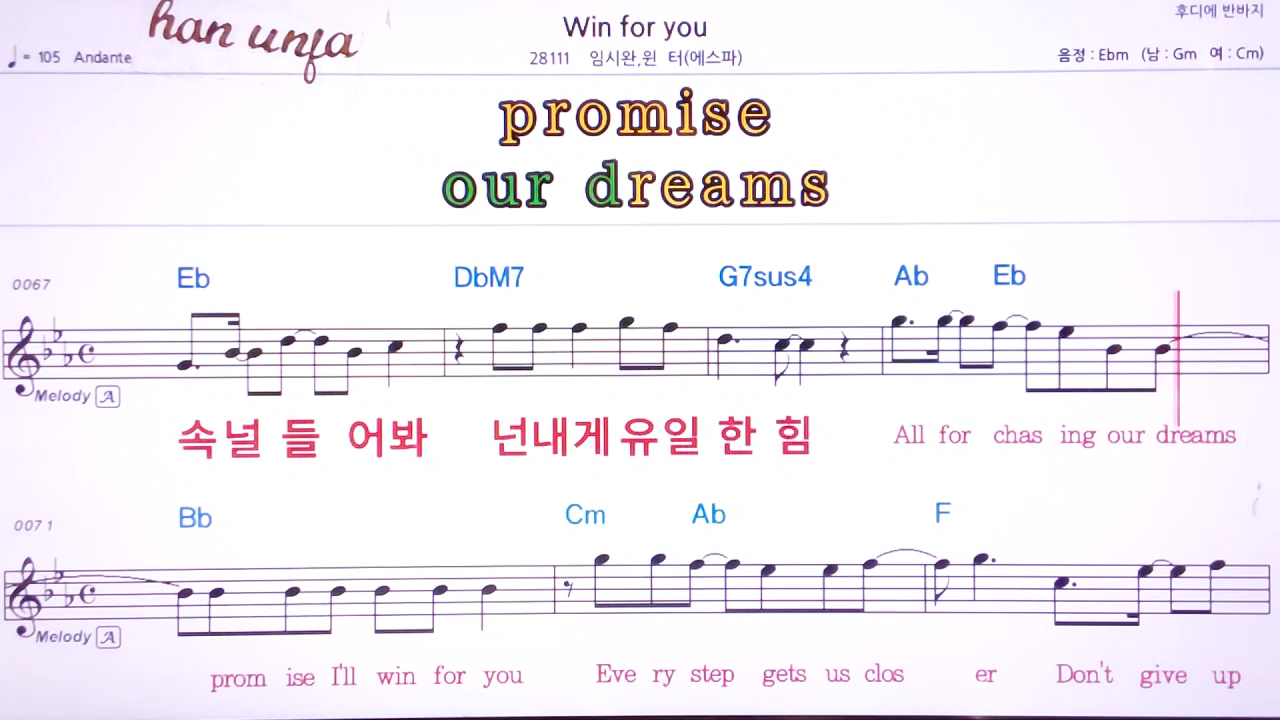 han unfa
Win for you
후디에 반바지
♩= 105 Andante
28111 임시완,윈 터(에스파)
음정 : Ebm (남 : Gm 여 : Cm)
promise
our dreams
0067
Eb DbM7 G7sus4 Ab Eb
Melody A
속널 들 어봐 넌내게유일 한 힘 All for chas ing our dreams
0071
Bb Cm Ab F
Melody A
prom ise I'll win for you Eve ry step gets us clos er Don't give up